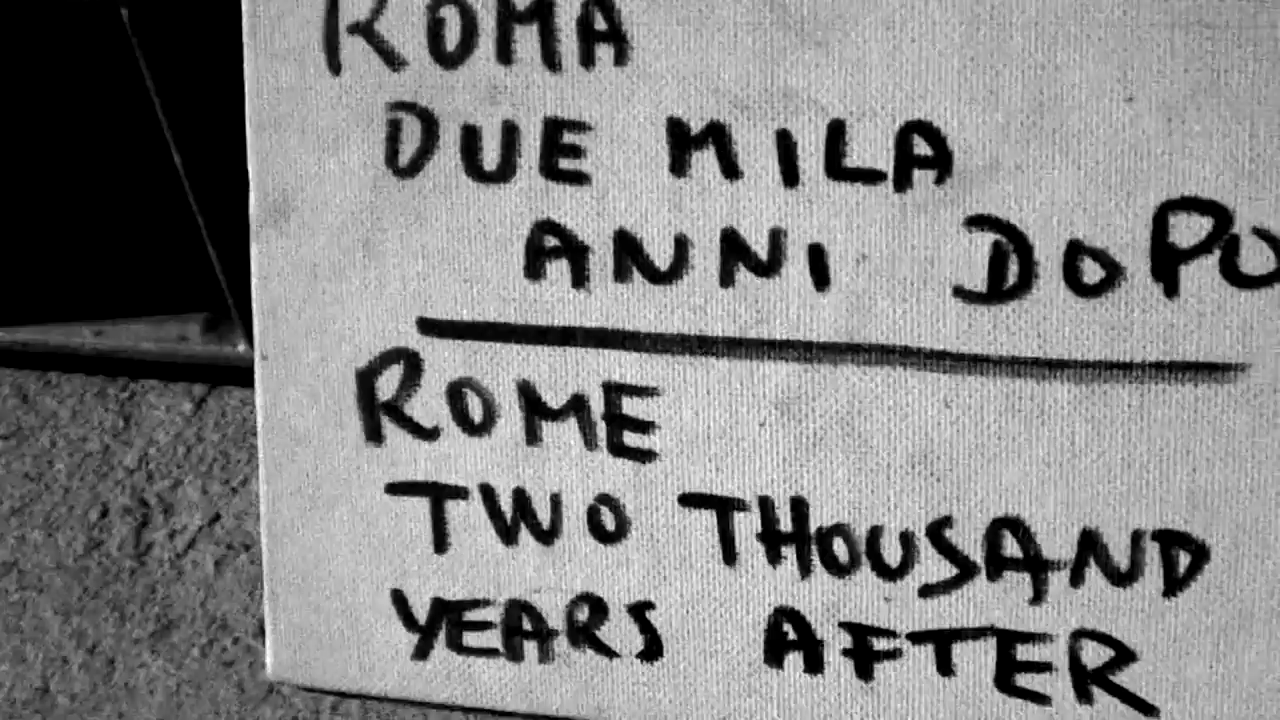 ROMA
DUE MILA
ANNI DOPO
ROME
TWO THOUSAND
YEARS AFTER